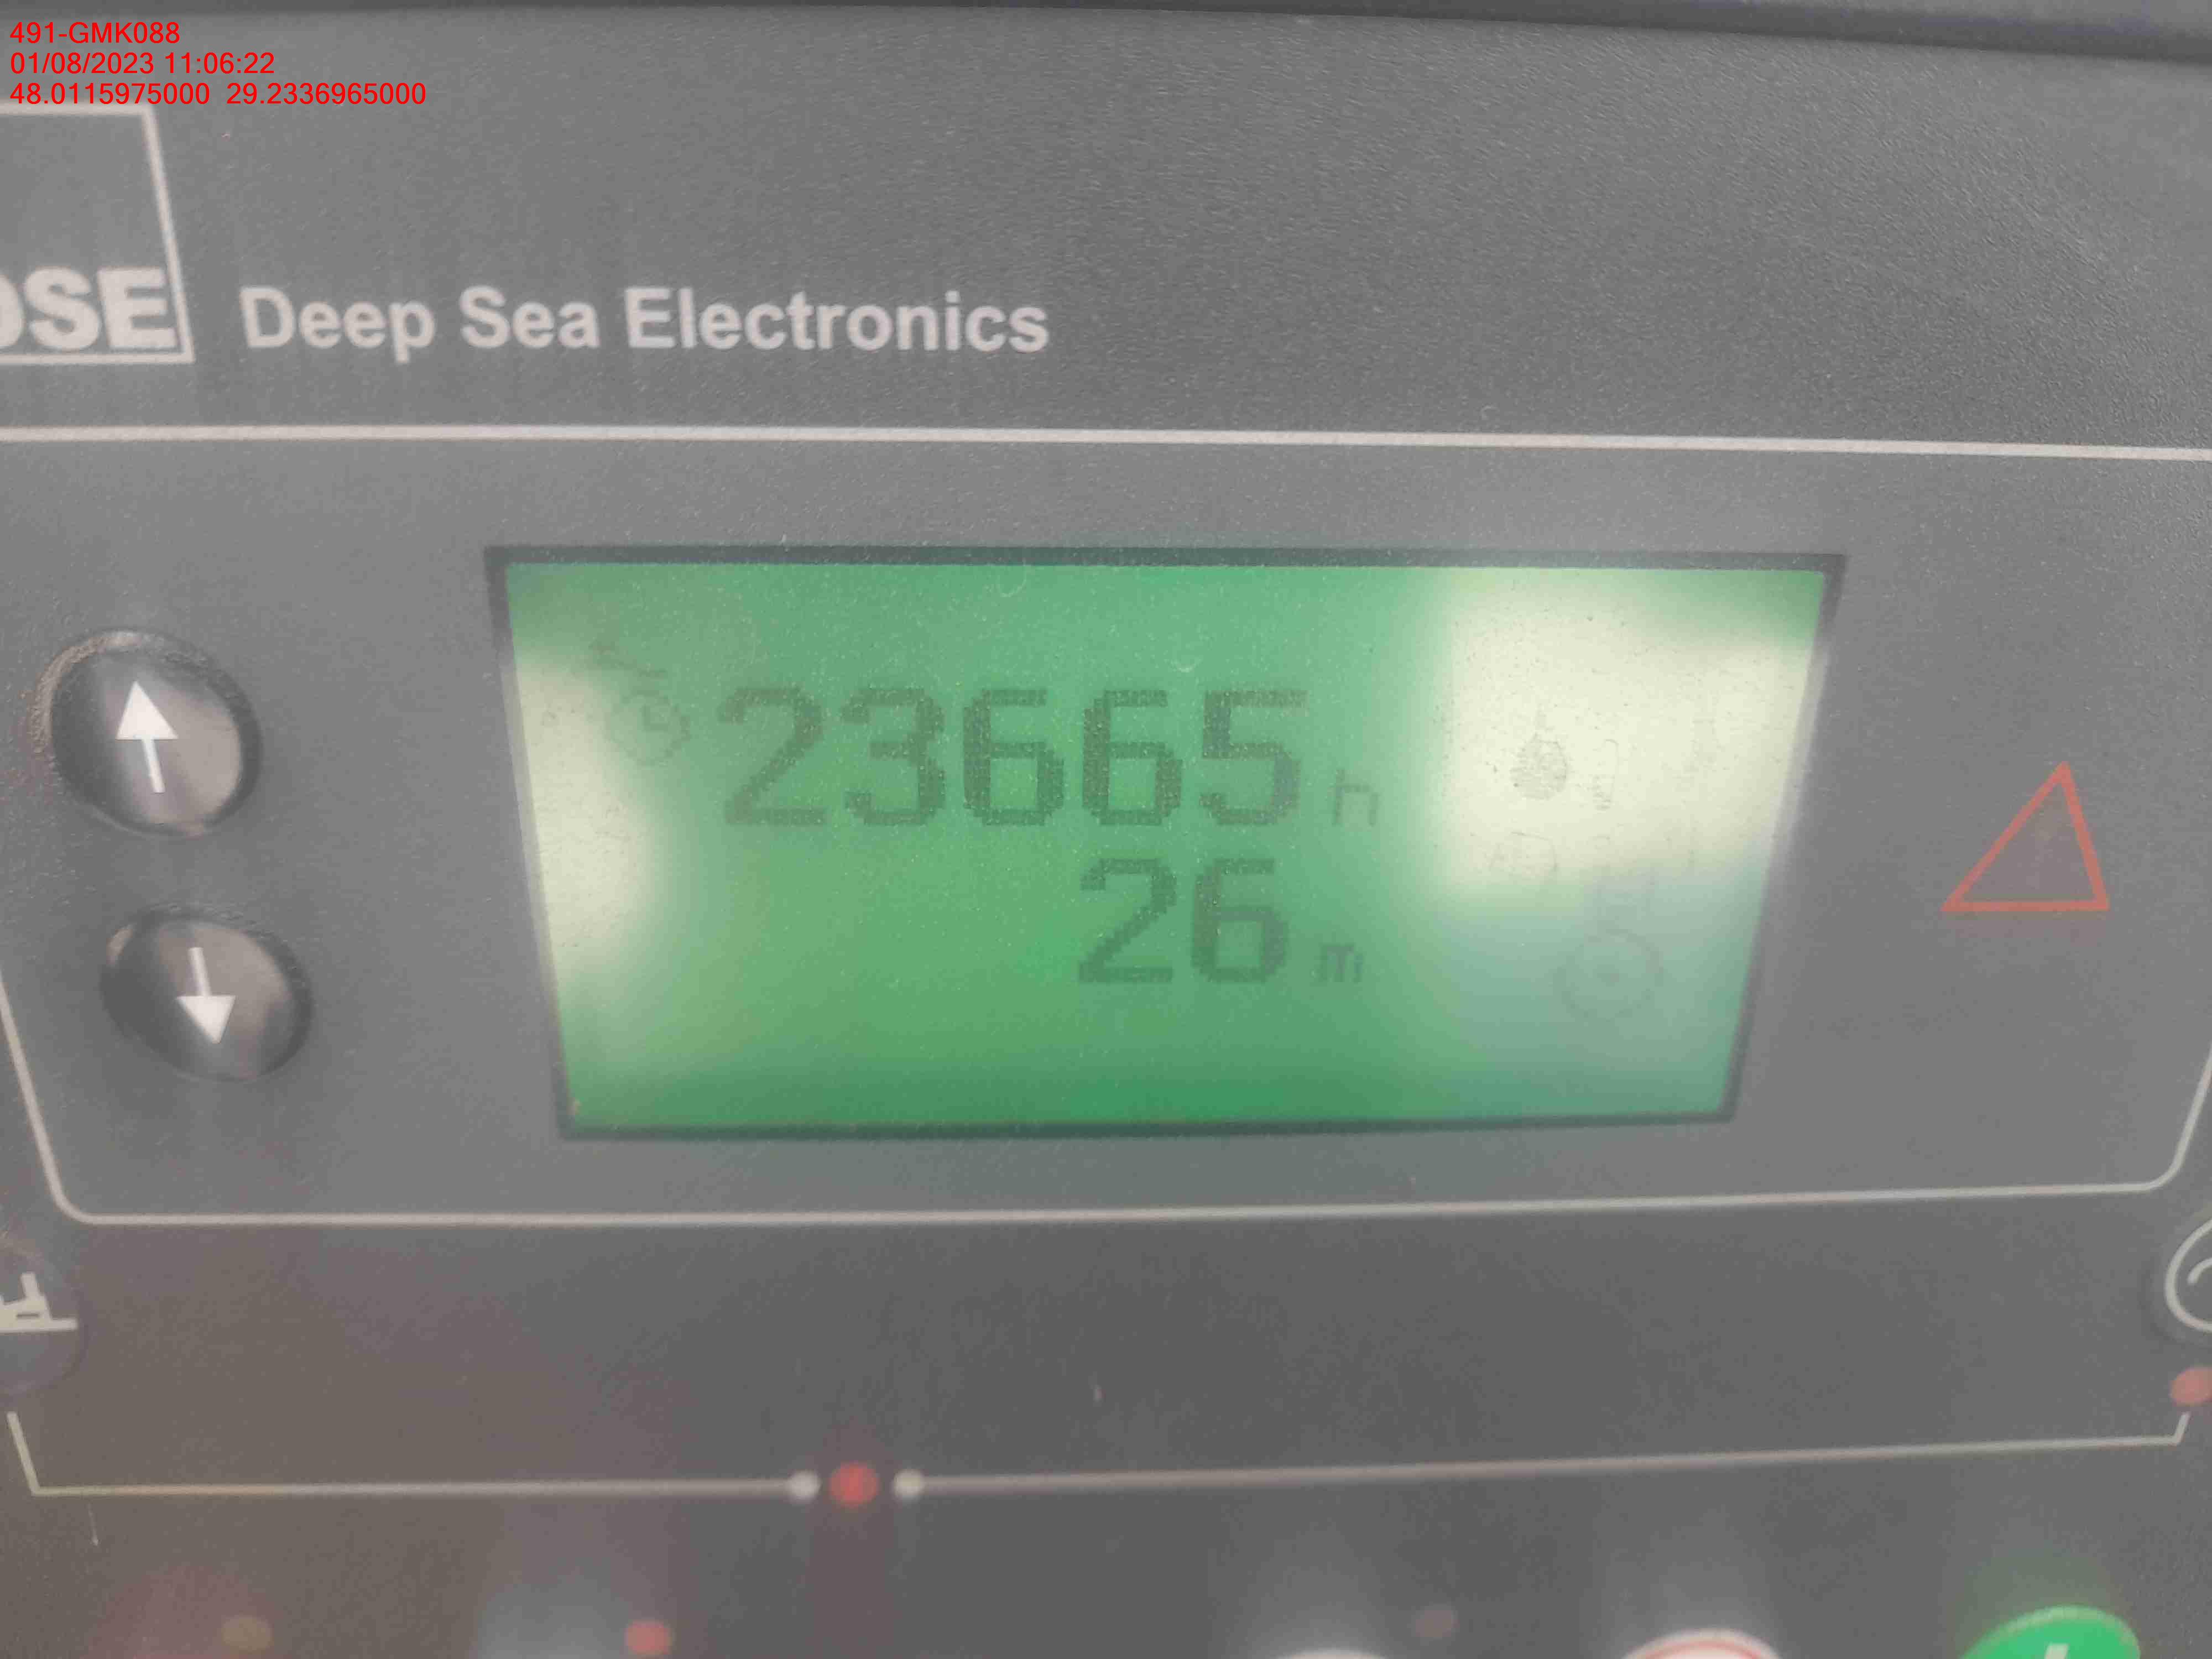 491-GMK088
01/08/2023 11:06:22
48.0115975000 29.2336965000
DSE Deep Sea Electronics
23665 h
26 m